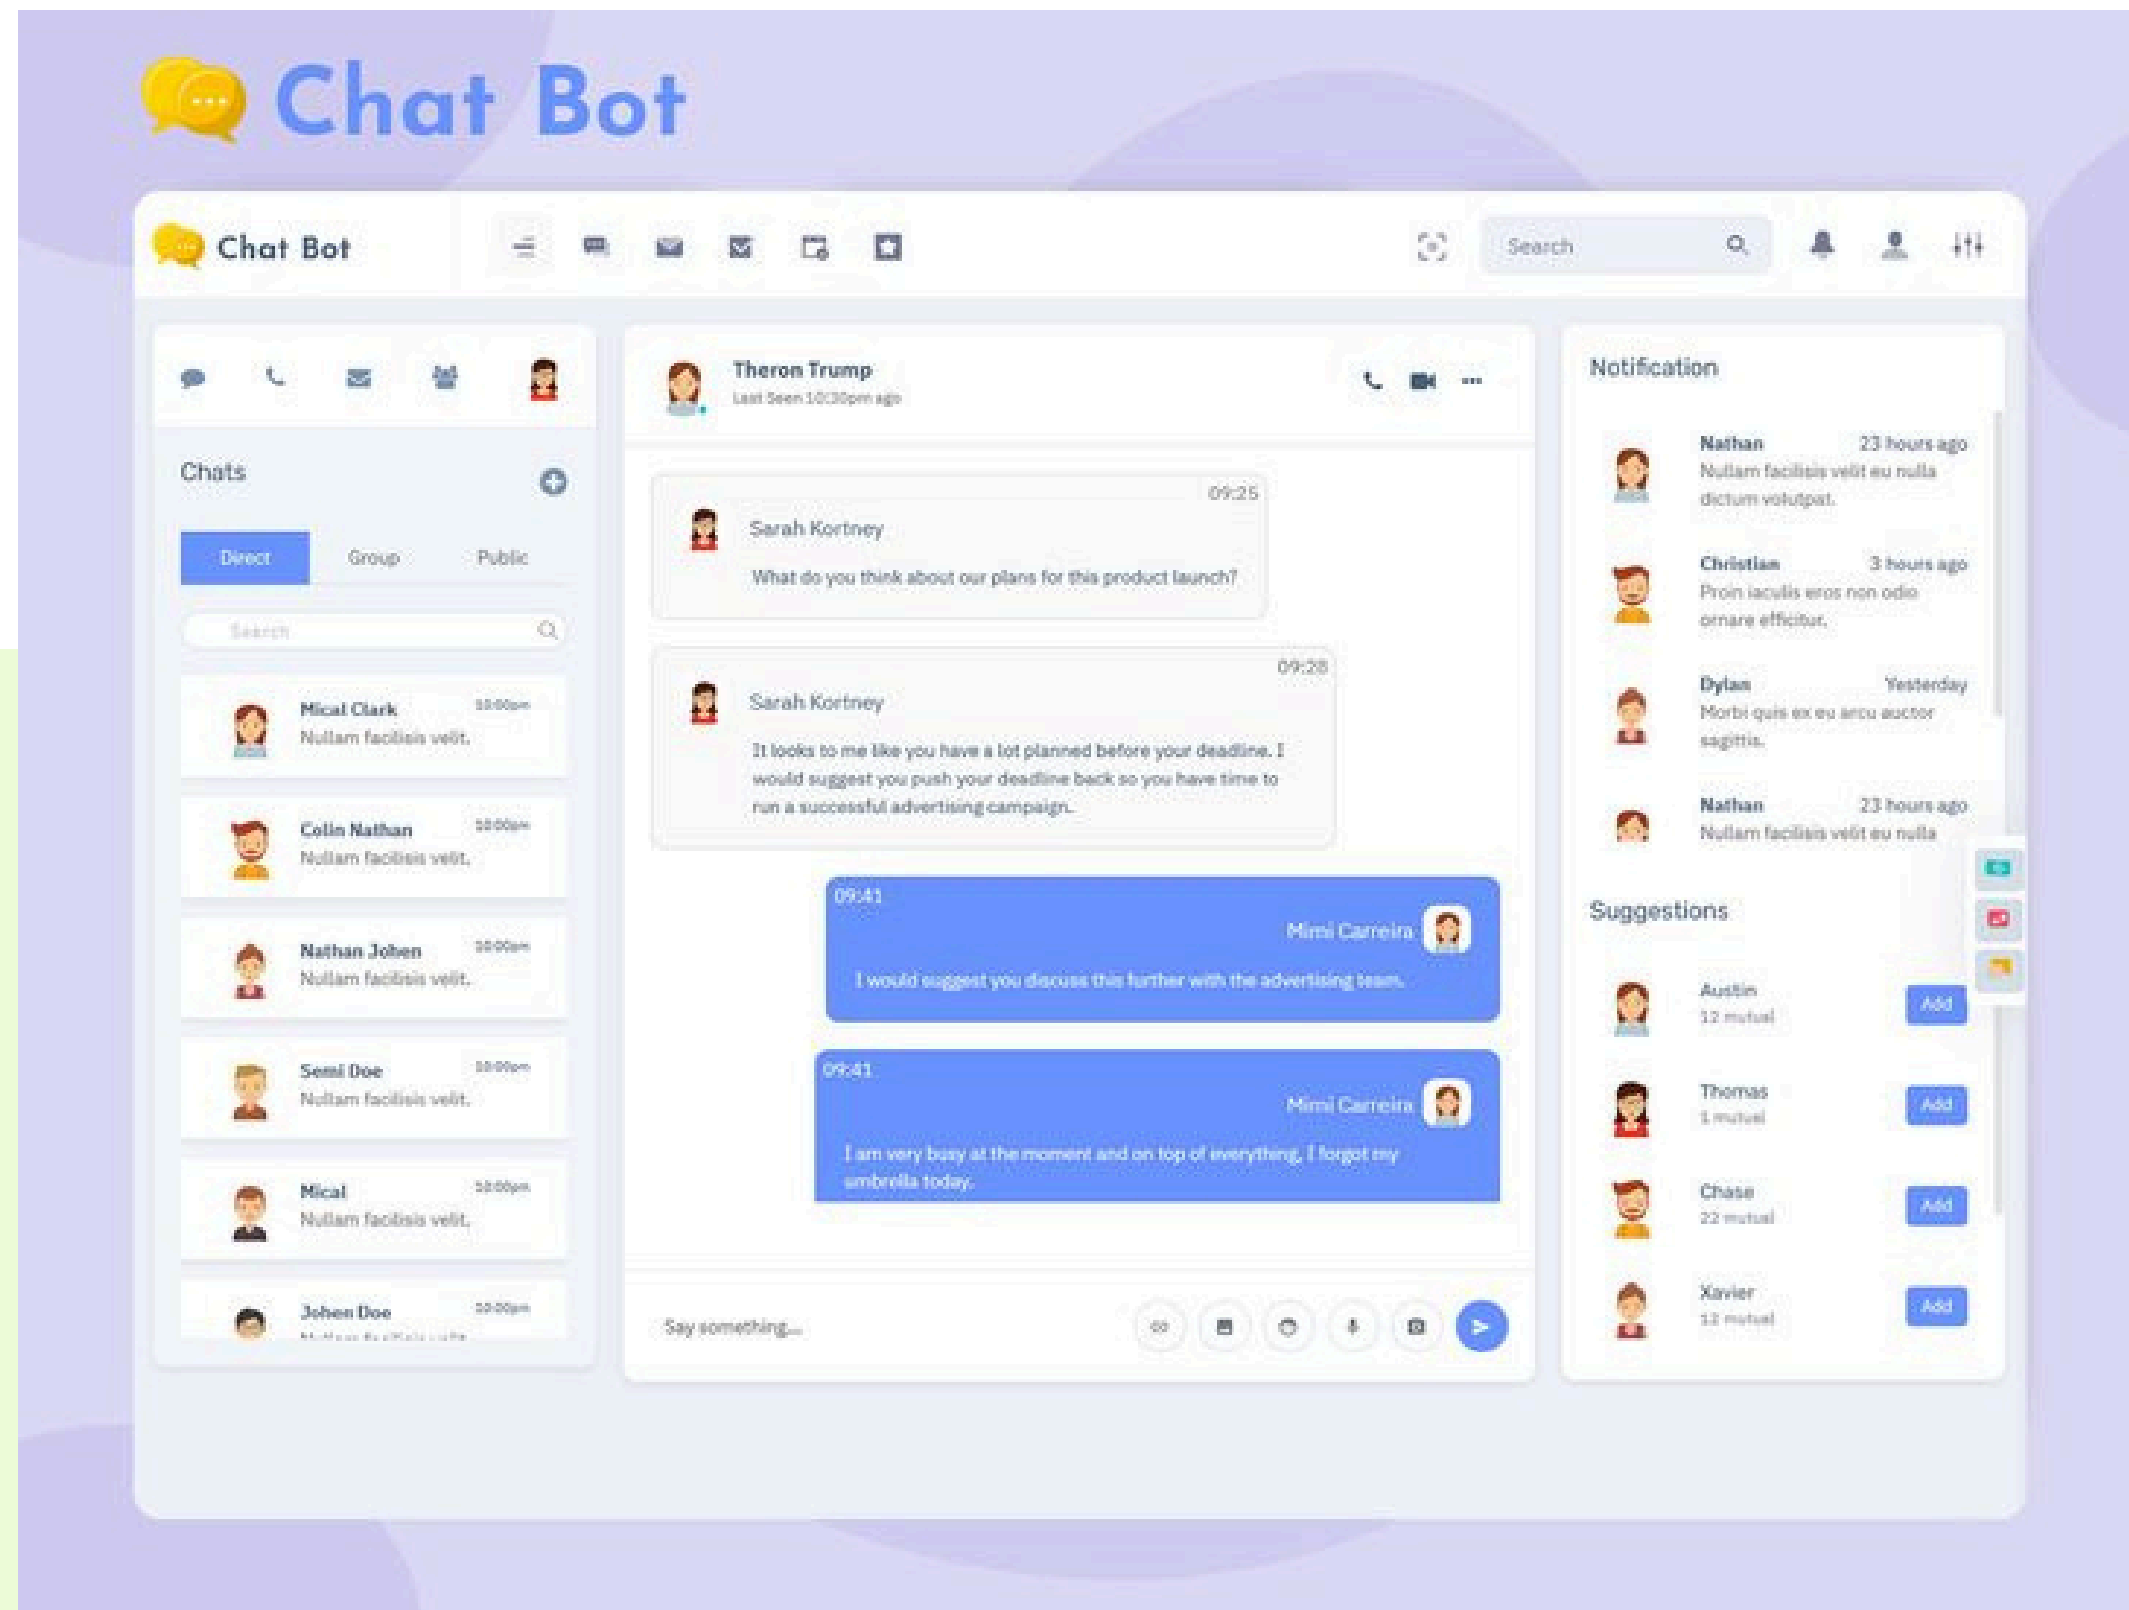 Chat Bot
Chat Bot
Search
Chats
Direct
Group
Public
Search
Mical Clark
10:00pm
Nullam facilisis velit.
Colin Nathan
10:00pm
Nullam facilisis velit.
Nathan Johen
10:00pm
Nullam facilisis velit.
Semi Doe
10:00pm
Nullam facilisis velit.
Mical
10:00pm
Nullam facilisis velit.
Johen Doe
10:00pm
Nullam facilisis velit.
Theron Trump
Last Seen 10:30pm ago
09:25
Sarah Kortney
What do you think about our plans for this product launch?
09:28
Sarah Kortney
It looks to me like you have a lot planned before your deadline. I
would suggest you push your deadline back so you have time to
run a successful advertising campaign.
09:41
Mimi Carreira
I would suggest you discuss this further with the advertising team.
09:41
Mimi Carreira
I am very busy at the moment and on top of everything, I forgot my
umbrella today.
Say something...
Notification
Nathan
23 hours ago
Nullam facilisis velit eu nulla
dictum volutpat.
Christian
3 hours ago
Proin iaculis eros non odio
ornare efficitur.
Dylan
Yesterday
Morbi quis ex eu arcu auctor
sagittis.
Nathan
23 hours ago
Nullam facilisis velit eu nulla
Suggestions
Austin
12 mutual
Add
Thomas
1 mutual
Add
Chase
22 mutual
Add
Xavier
12 mutual
Add